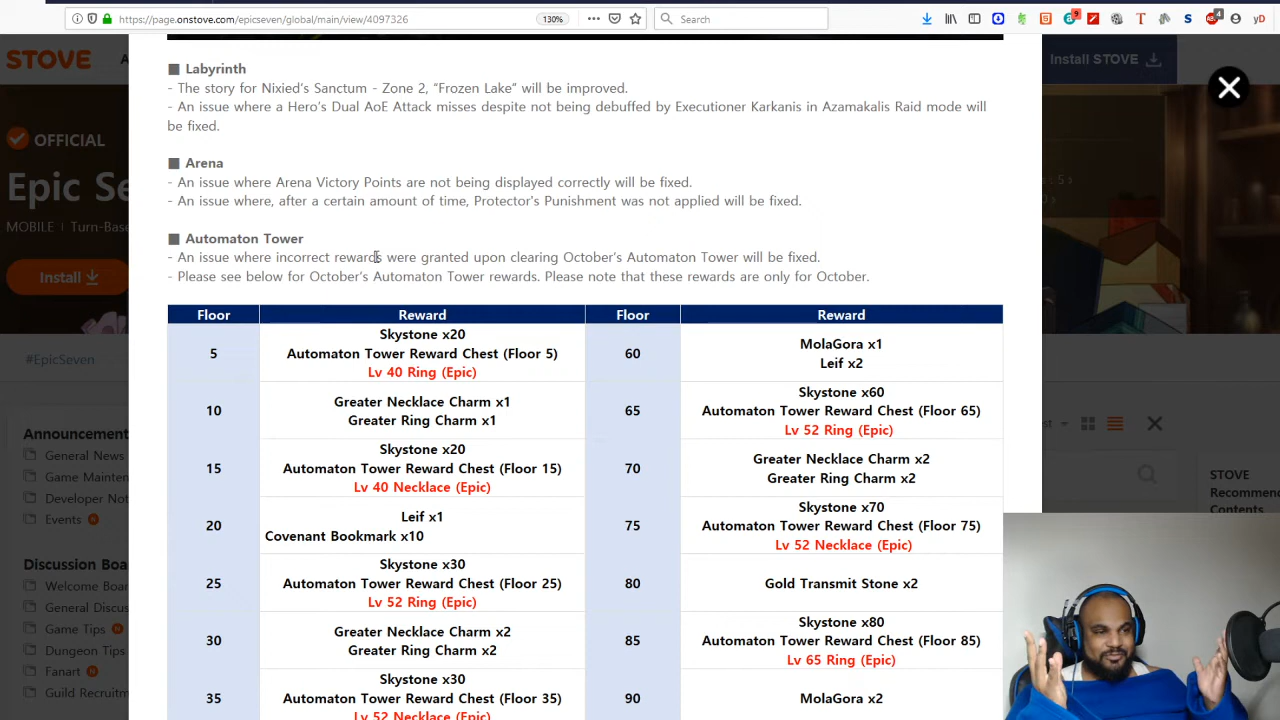 https://page.onstove.com/epicseven/global/main/view/4097326
130%
Search
9
4
yD
STOVE
Install STOVE
OFFICIAL
Epic Se
MOBILE
Turn-Base
Install
#EpicSeven
Announcement
General News
Game Mainten
Developer Not
Events N
Discussion Boa
Welcome Boar
General Discus
Game Tips N
Dungeon Tips
Fanart N
Guild Recruitm
■ Labyrinth
- The story for Nixied's Sanctum - Zone 2, “Frozen Lake” will be improved.
- An issue where a Hero's Dual AoE Attack misses despite not being debuffed by Executioner Karkanis in Azamakalis Raid mode will
be fixed.
■ Arena
- An issue where Arena Victory Points are not being displayed correctly will be fixed.
- An issue where, after a certain amount of time, Protector's Punishment was not applied will be fixed.
■ Automaton Tower
- An issue where incorrect rewards were granted upon clearing October's Automaton Tower will be fixed.
- Please see below for October's Automaton Tower rewards. Please note that these rewards are only for October.
Floor Reward Floor Reward
5
Skystone x20
Automaton Tower Reward Chest (Floor 5)
Lv 40 Ring (Epic)
60
MolaGora x1
Leif x2
10
Greater Necklace Charm x1
Greater Ring Charm x1
65
Skystone x60
Automaton Tower Reward Chest (Floor 65)
Lv 52 Ring (Epic)
15
Skystone x20
Automaton Tower Reward Chest (Floor 15)
Lv 40 Necklace (Epic)
70
Greater Necklace Charm x2
Greater Ring Charm x2
20
Leif x1
Covenant Bookmark x10
75
Skystone x70
Automaton Tower Reward Chest (Floor 75)
Lv 52 Necklace (Epic)
25
Skystone x30
Automaton Tower Reward Chest (Floor 25)
Lv 52 Ring (Epic)
80
Gold Transmit Stone x2
30
Greater Necklace Charm x2
Greater Ring Charm x2
85
Skystone x80
Automaton Tower Reward Chest (Floor 85)
Lv 65 Ring (Epic)
35
Skystone x30
Automaton Tower Reward Chest (Floor 35)
Lv 52 Necklace (Epic)
90
MolaGora x2
STOVE
Recommen
Contents